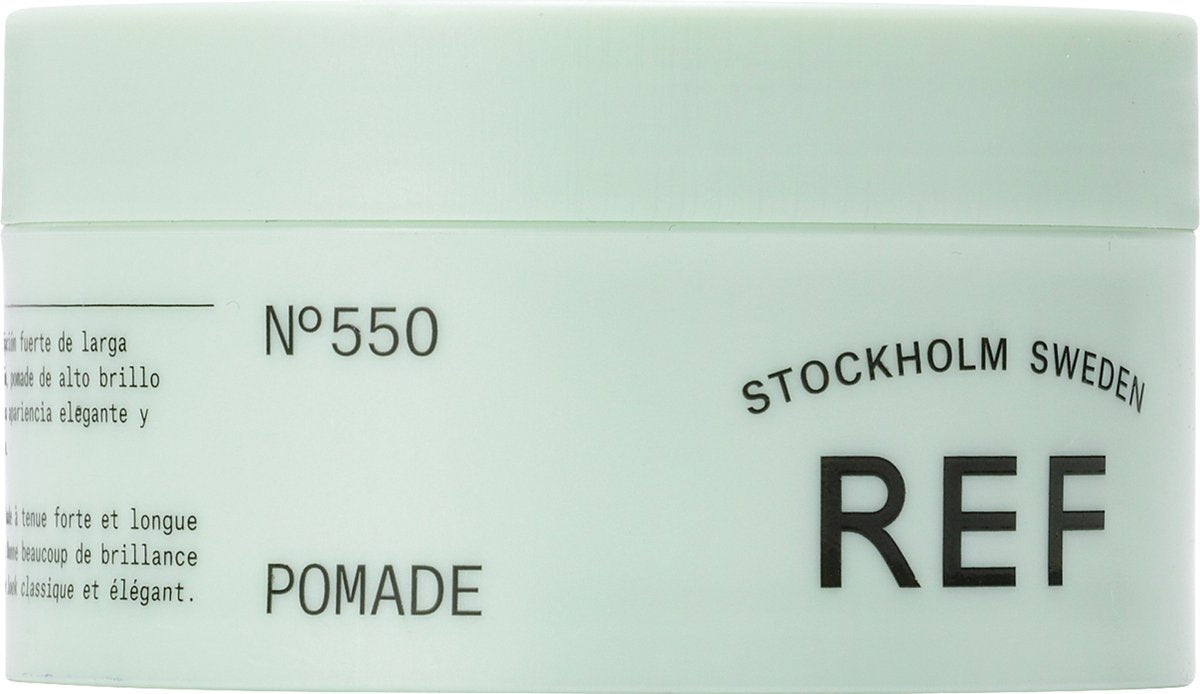 fuerte de larga
pomade de alto brillo
apariencia elegante y
à tenue forte et longue
beaucoup de brillance
look classique et élégant.
Nº550
POMADE
STOCKHOLM SWEDEN
REF